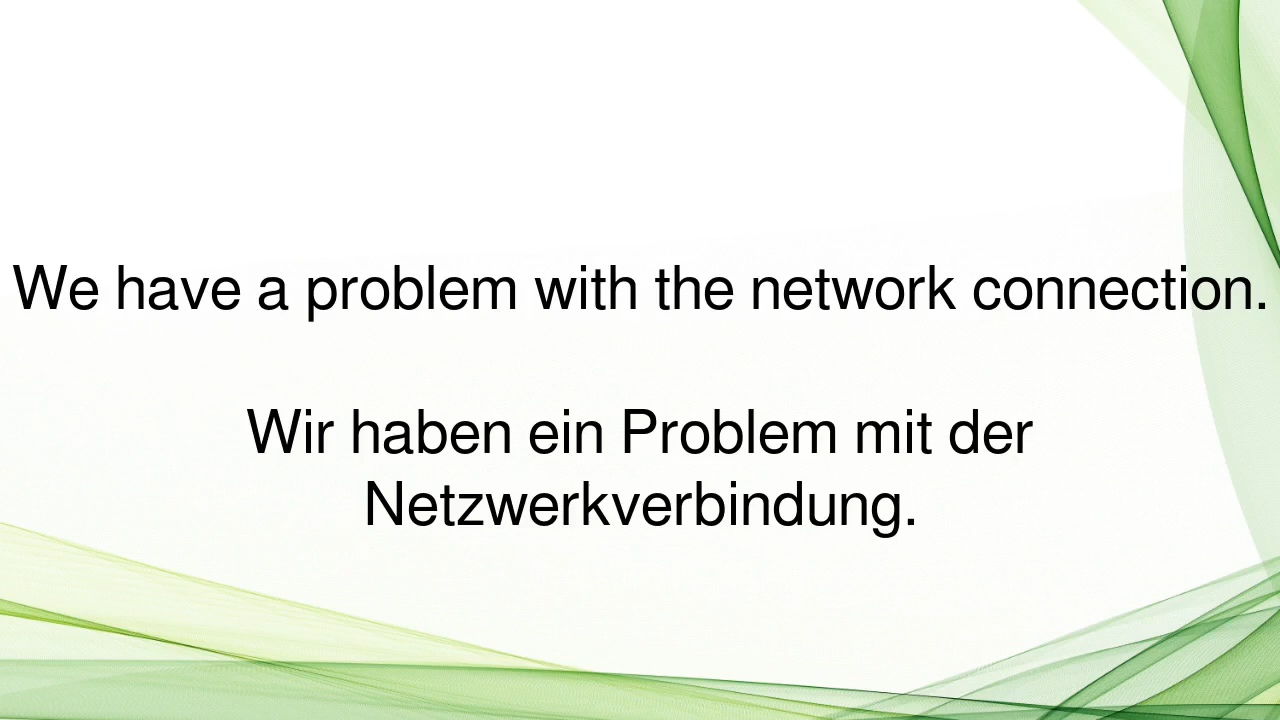 We have a problem with the network connection.
Wir haben ein Problem mit der
Netzwerkverbindung.